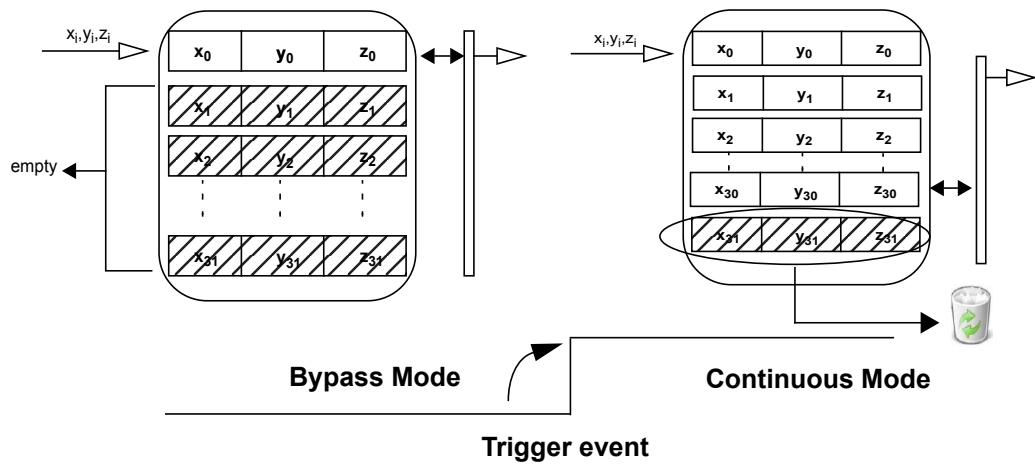 xi,yi,zi
x0 y0 z0
x1 y1 z1
x2 y2 z2
x31 y31 z31
empty
xi,yi,zi
x0 y0 z0
x1 y1 z1
x2 y2 z2
x30 y30 z30
x31 y31 z31
Bypass Mode
Continuous Mode
Trigger event